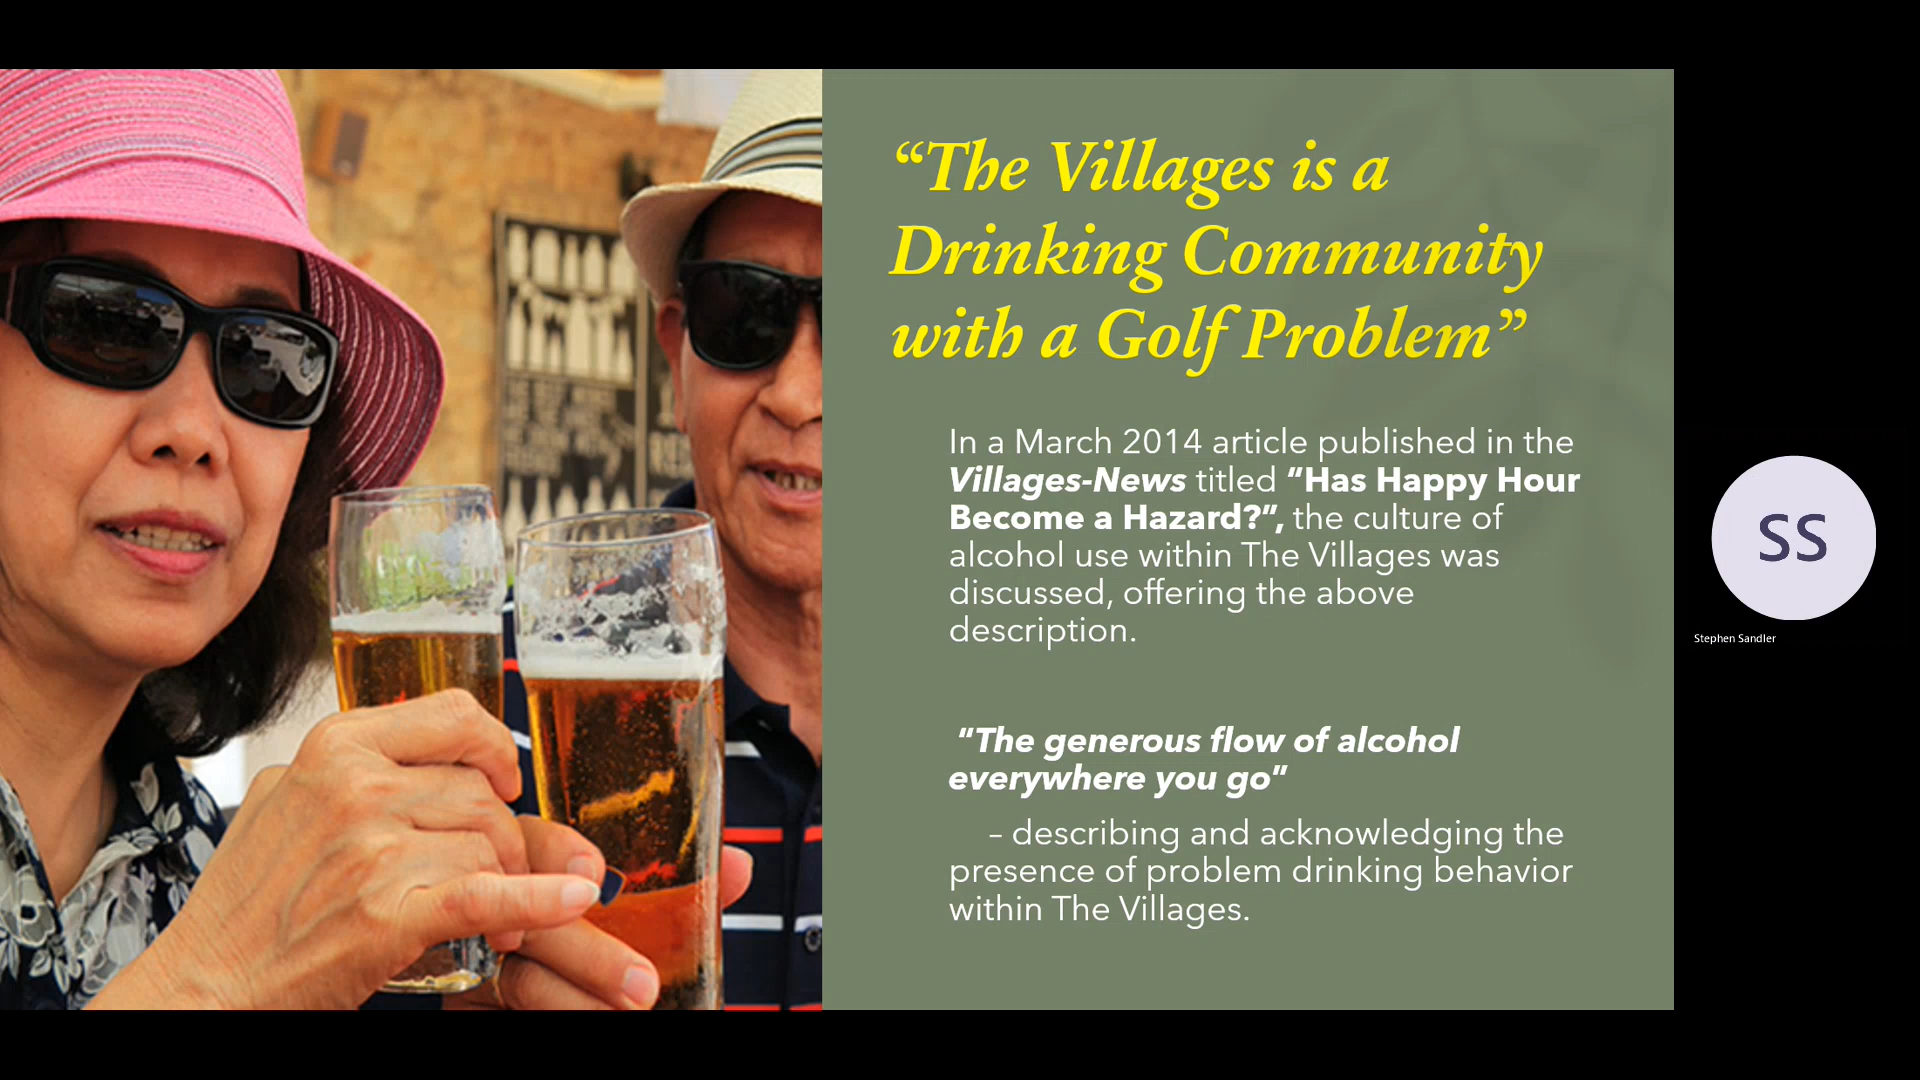 “The Villages is a
Drinking Community
with a Golf Problem”
In a March 2014 article published in the
Villages-News titled “Has Happy Hour
Become a Hazard?”, the culture of
alcohol use within The Villages was
discussed, offering the above
description.
“The generous flow of alcohol
everywhere you go”
– describing and acknowledging the
presence of problem drinking behavior
within The Villages.
SS
Stephen Sandler